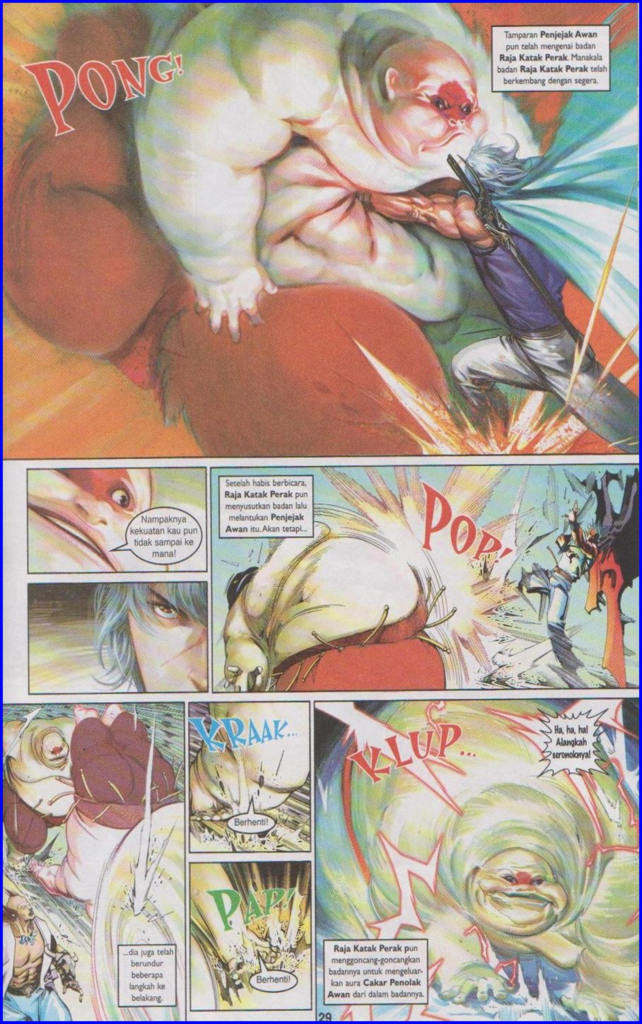 PONG!
Tamparan Penjejak Awan
pun telah mengenai badan
Raja Katak Perak. Manakala
badan Raja Katak Perak telah
berkembang dengan segera.
Nampaknya
kekuatan kau pun
tidak sampai ke
mana!
Setelah habis berbicara,
Raja Katak Perak pun
menyusutkan badan lalu
melantukan Penjejak
Awan itu. Akan tetapi...
POP!
...dia juga telah
berundur
beberapa
langkah ke
belakang.
KRAAK...
Berhenti!
PAP!
Berhenti!
KLUP...
Ha, ha, ha!
Alangkah
seronoknya!
Raja Katak Perak pun
menggoncang-goncangkan
badannya untuk mengeluar-
kan aura Cakar Penolak
Awan dari dalam badannya.
29